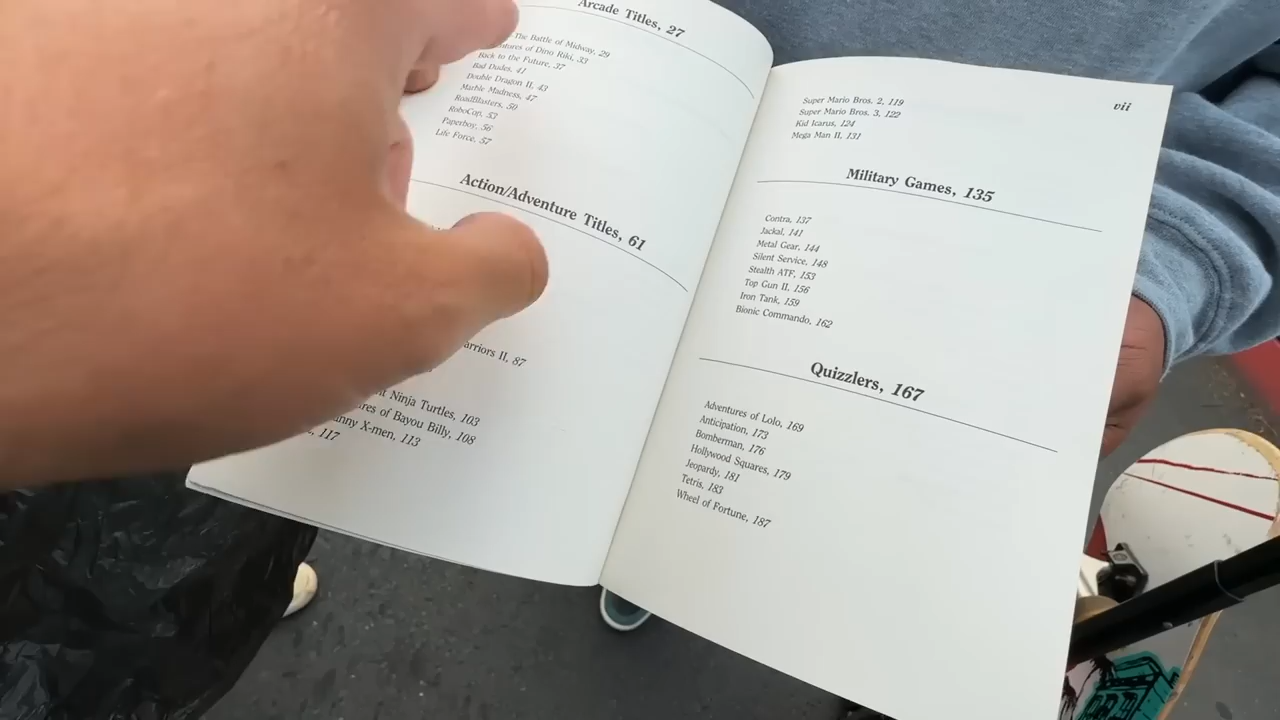 Arcade Titles, 27
The Battle of Midway, 29
of Dino Riki, 33
Back to the Future, 37
Bad Dudes, 41
Double Dragon II, 43
Marble Madness, 47
RoadBlasters, 50
RoboCop, 53
Paperboy, 56
Life Force, 57
Action/Adventure Titles, 61
arriors II, 87
Ninja Turtles, 103
res of Bayou Billy, 108
anny X-men, 113
, 117
vii
Super Mario Bros. 2, 119
Super Mario Bros. 3, 122
Kid Icarus, 124
Mega Man II, 131
Military Games, 135
Contra, 137
Jackal, 141
Metal Gear, 144
Silent Service, 148
Stealth ATF, 153
Top Gun II, 156
Iron Tank, 159
Bionic Commando, 162
Quizzlers, 167
Adventures of Lolo, 169
Anticipation, 173
Bomberman, 176
Hollywood Squares, 179
Jeopardy, 181
Tetris, 183
Wheel of Fortune, 187